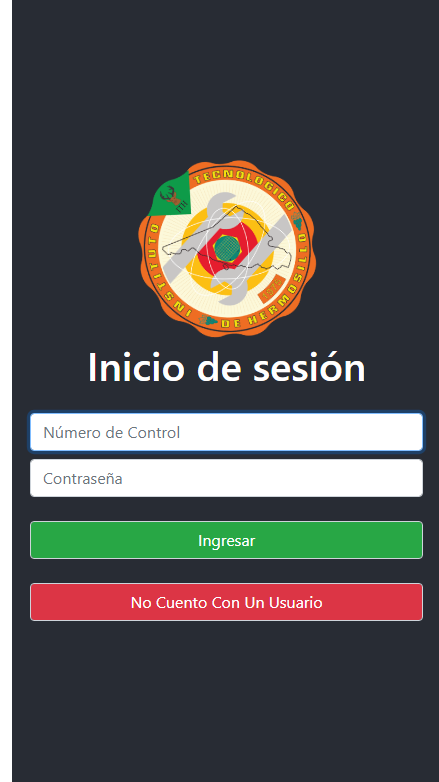 INSTITUTO TECNOLOGICO DE HERMOSILLO
Inicio de sesión
Número de Control
Contraseña
Ingresar
No Cuento Con Un Usuario